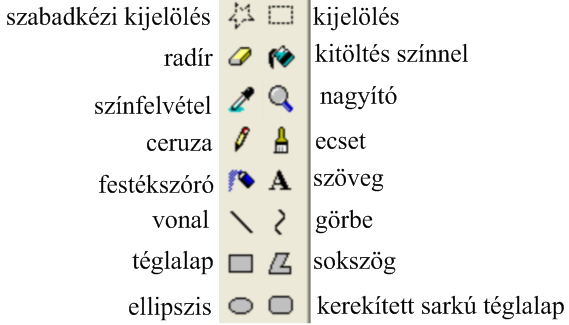 szabadkézi kijelölés kijelölés
radír kitöltés színnel
színfelvétel nagyító
ceruza ecset
festékszóró szöveg
vonal görbe
téglalap sokszög
ellipszis kerekített sarkú téglalap